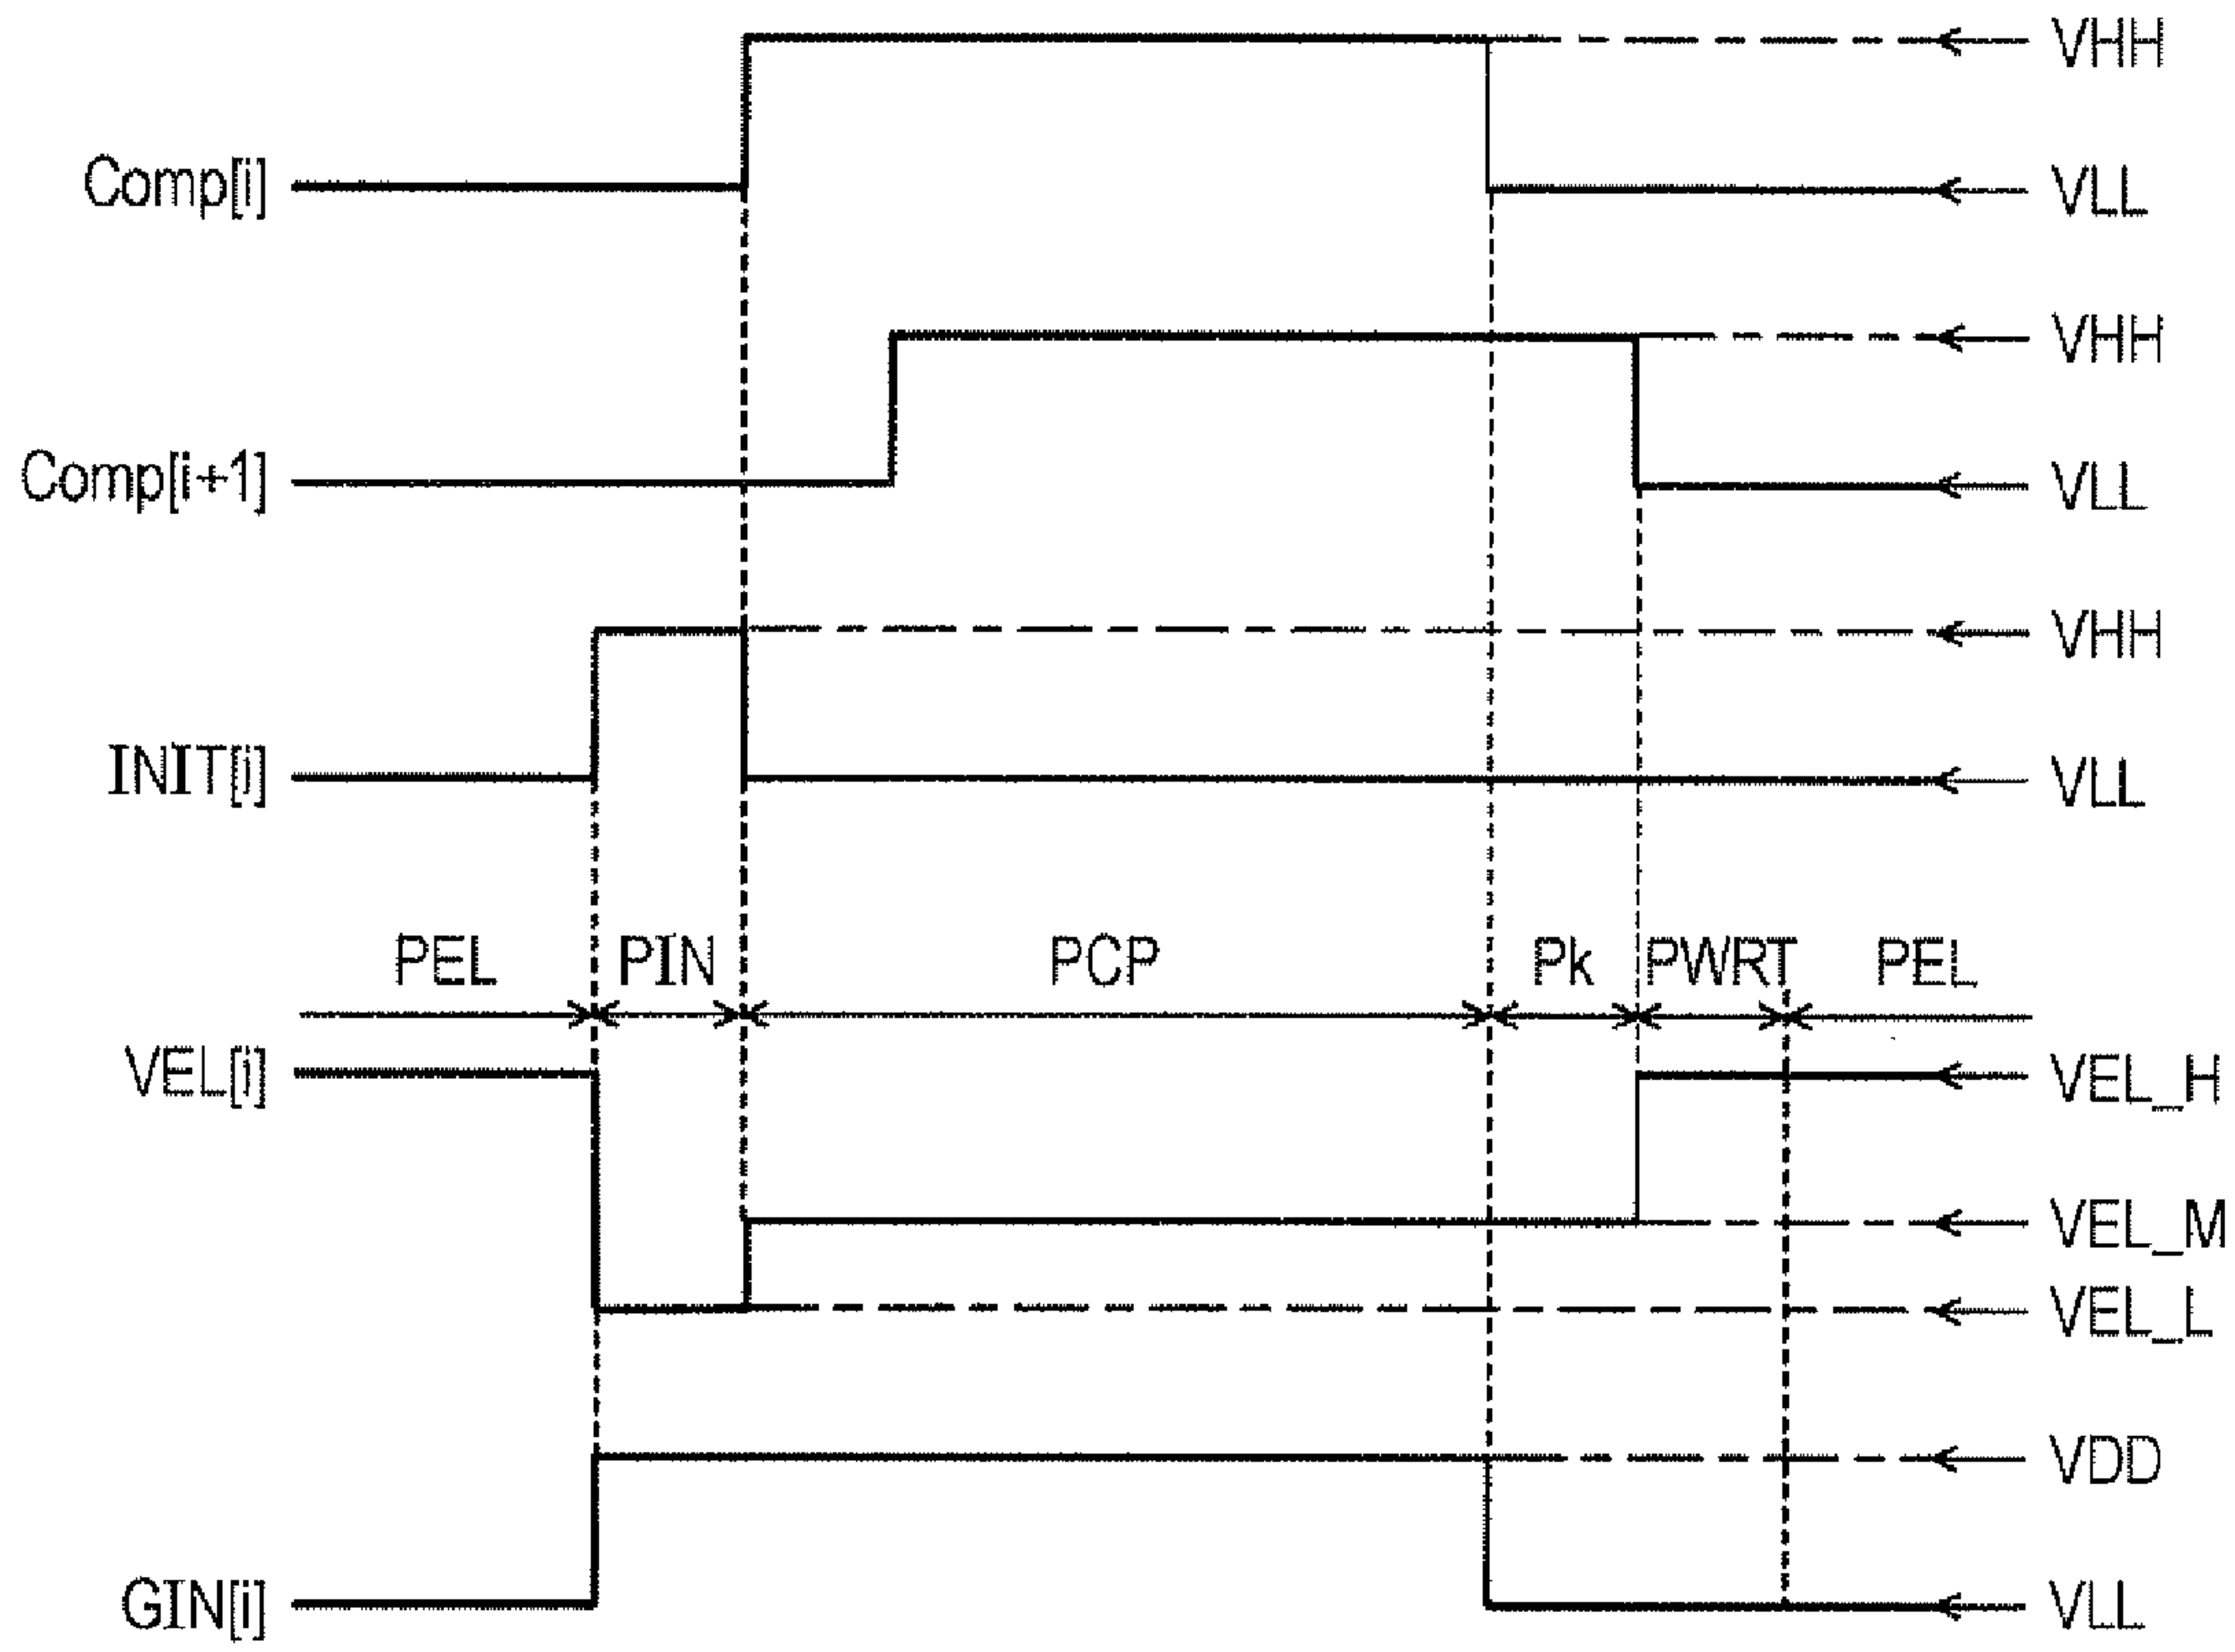 VHH
Comp[i]
VLL
VHH
Comp[i+1]
VLL
VHH
INIT[i]
VLL
PEL PIN PCP Pk PWRT PEL
VEL[i]
VEL_H
VEL_M
VEL_L
VDD
GIN[i]
VLL